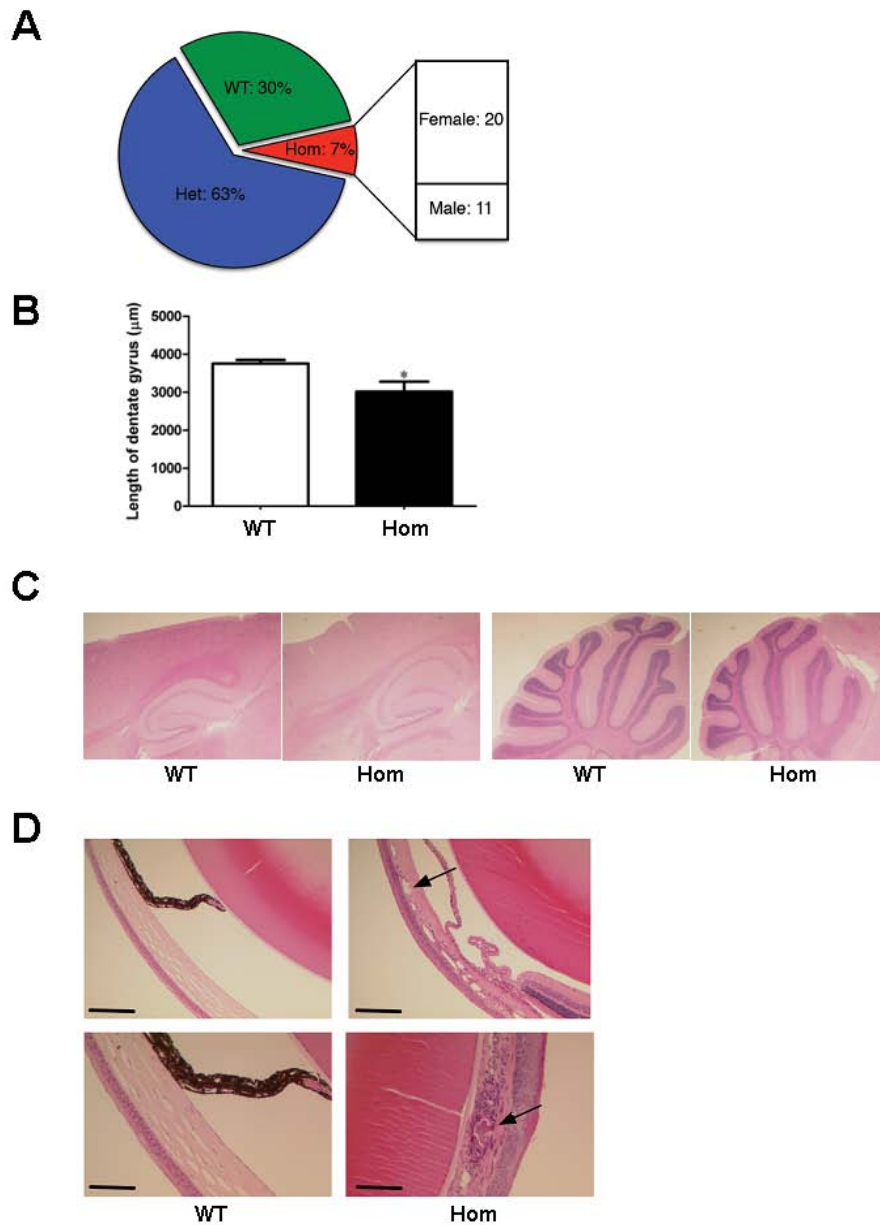 A
WT: 30%
Hom: 7%
Het: 63%
Female: 20
Male: 11
B
Length of dentate gyrus (μm)
5000
4000
3000
2000
1000
0
*
WT
Hom
C
WT
Hom
WT
Hom
D
WT
Hom